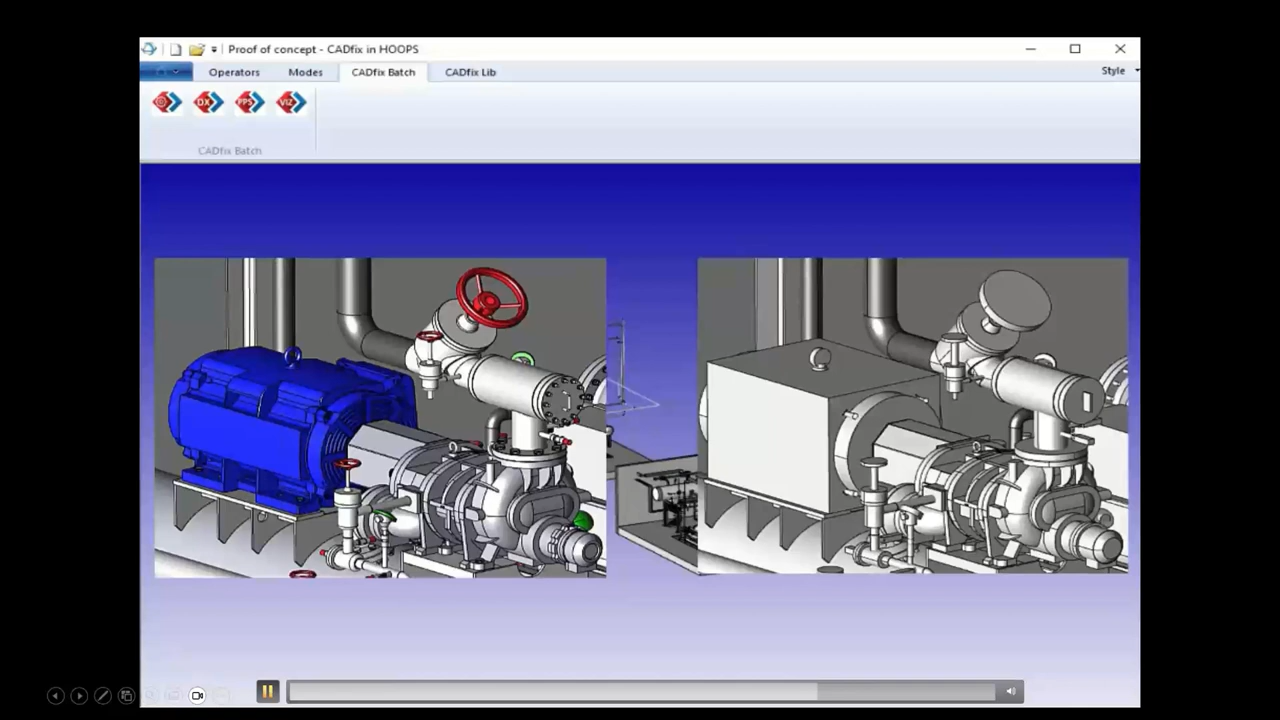 Proof of concept - CADfix in HOOPS
Operators Modes CADfix Batch CADfix Lib Style
DX PPS VIZ
CADfix Batch